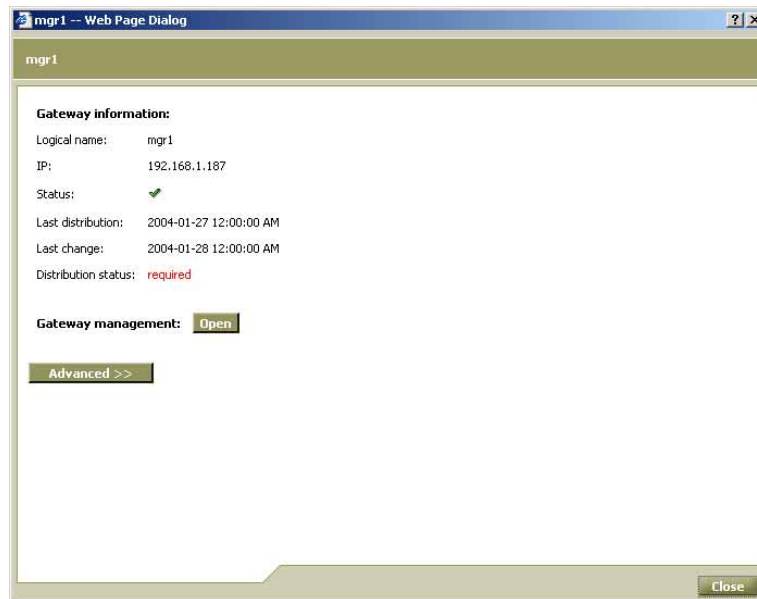 mgr1 -- Web Page Dialog
mgr1
Gateway information:
Logical name: mgr1
IP: 192.168.1.187
Status:
Last distribution: 2004-01-27 12:00:00 AM
Last change: 2004-01-28 12:00:00 AM
Distribution status: required
Gateway management: Open
Advanced >>
Close